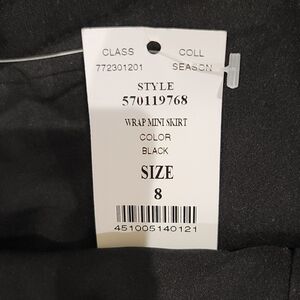 CLASS COLL
772301201 SEASON
STYLE
570119768
WRAP MINI SKIRT
COLOR
BLACK
SIZE
8
451005140121